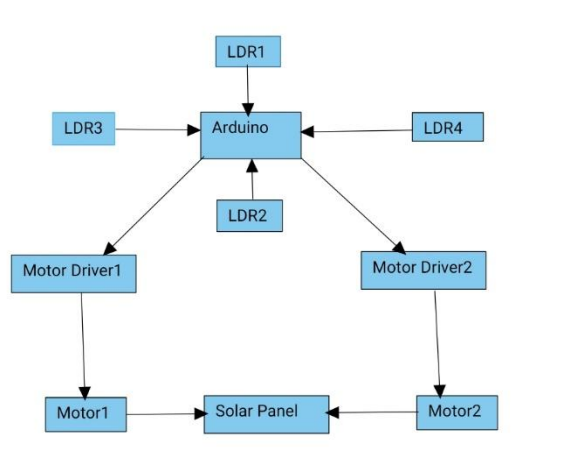 LDR1
LDR3
Arduino
LDR4
LDR2
Motor Driver1
Motor Driver2
Motor1
Solar Panel
Motor2